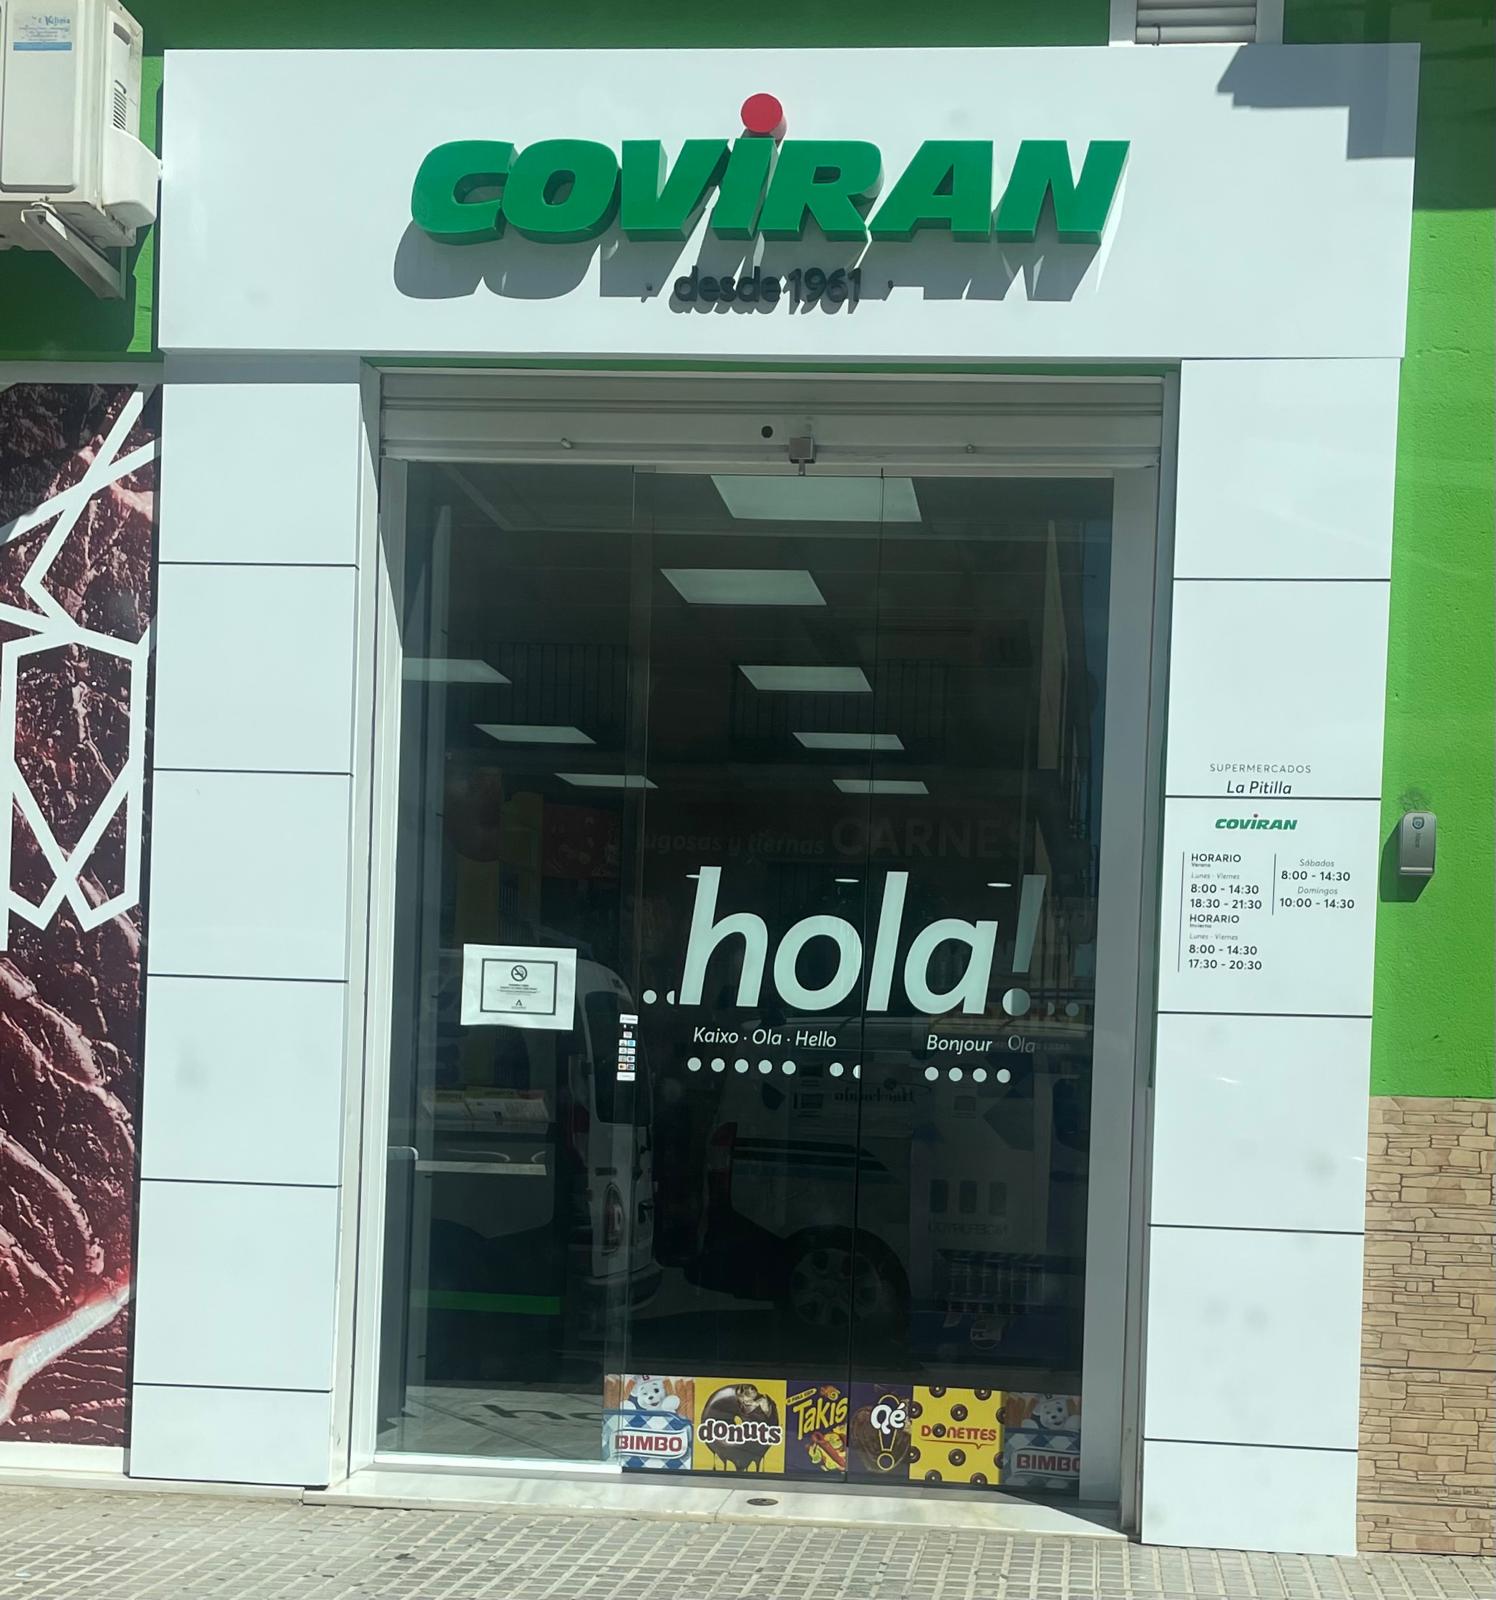 COVIRAN
desde 1961
SUPERMERCADOS
La Pitilla
COVIRAN
HORARIO
Verano
Lunes - Viernes
8:00 - 14:30
18:30 - 21:30
HORARIO
Invierno
Lunes - Viernes
8:00 - 14:30
17:30 - 20:30
Sábados
8:00 - 14:30
Domingos
10:00 - 14:30
jugosas y tiernas CARNES
..hola!
Kaixo · Ola · Hello
Bonjour Ola
BIMBO
donuts
Takis
Qé!
DONETTES
BIMBO